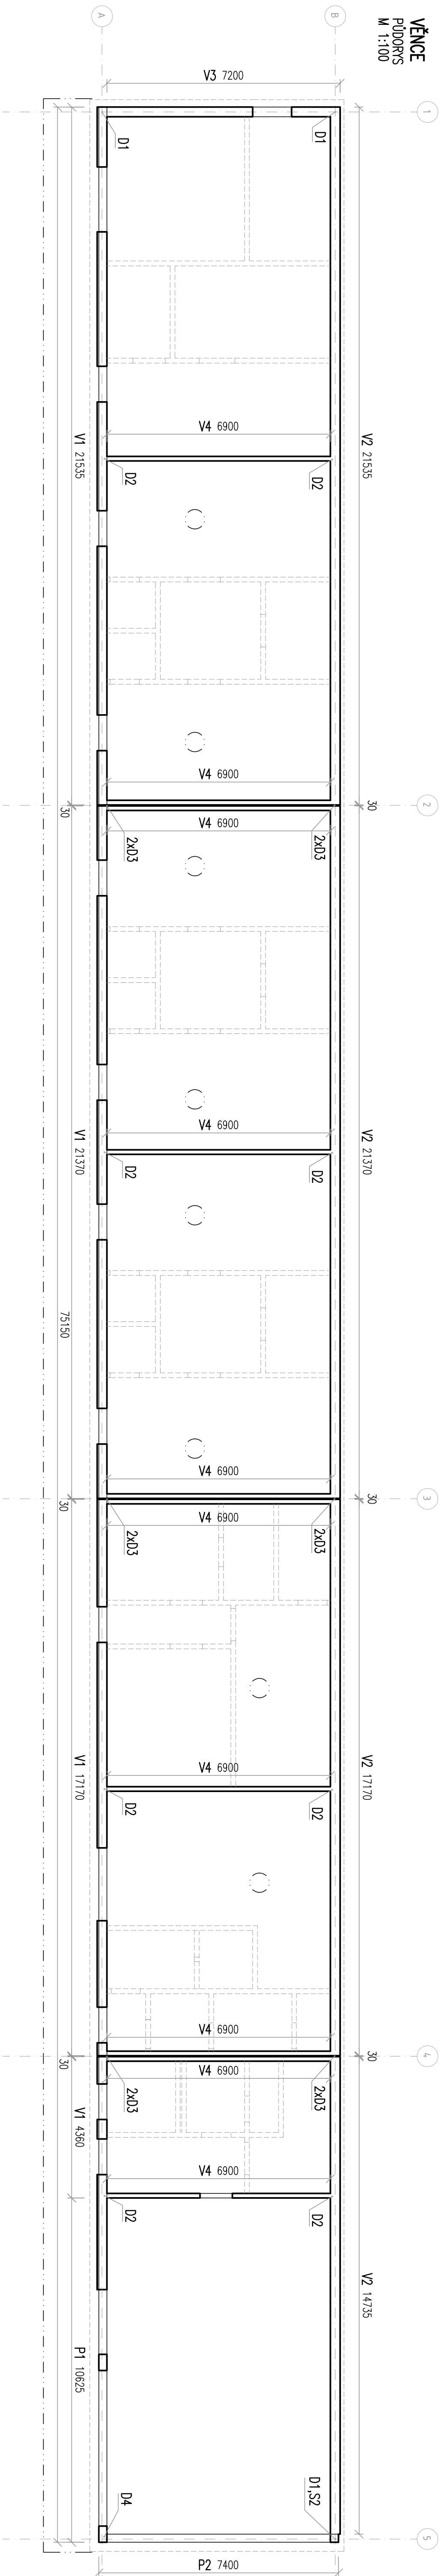 VĚNCE
PŮDORYS
M 1:100
A
B
1
V3 7200
D1
D1
V4 6900
V1 21535
V2 21535
D2
D2
V4 6900
30
30
2
V4 6900
2xD3
2xD3
V4 6900
V1 21370
V2 21370
D2
D2
75150
V4 6900
30
30
3
V4 6900
2xD3
2xD3
V4 6900
V1 17170
V2 17170
D2
D2
V4 6900
30
30
4
V4 6900
2xD3
2xD3
V1 4360
V4 6900
D2
D2
V2 14735
P1 10625
D4
D1,S2
5
P2 7400